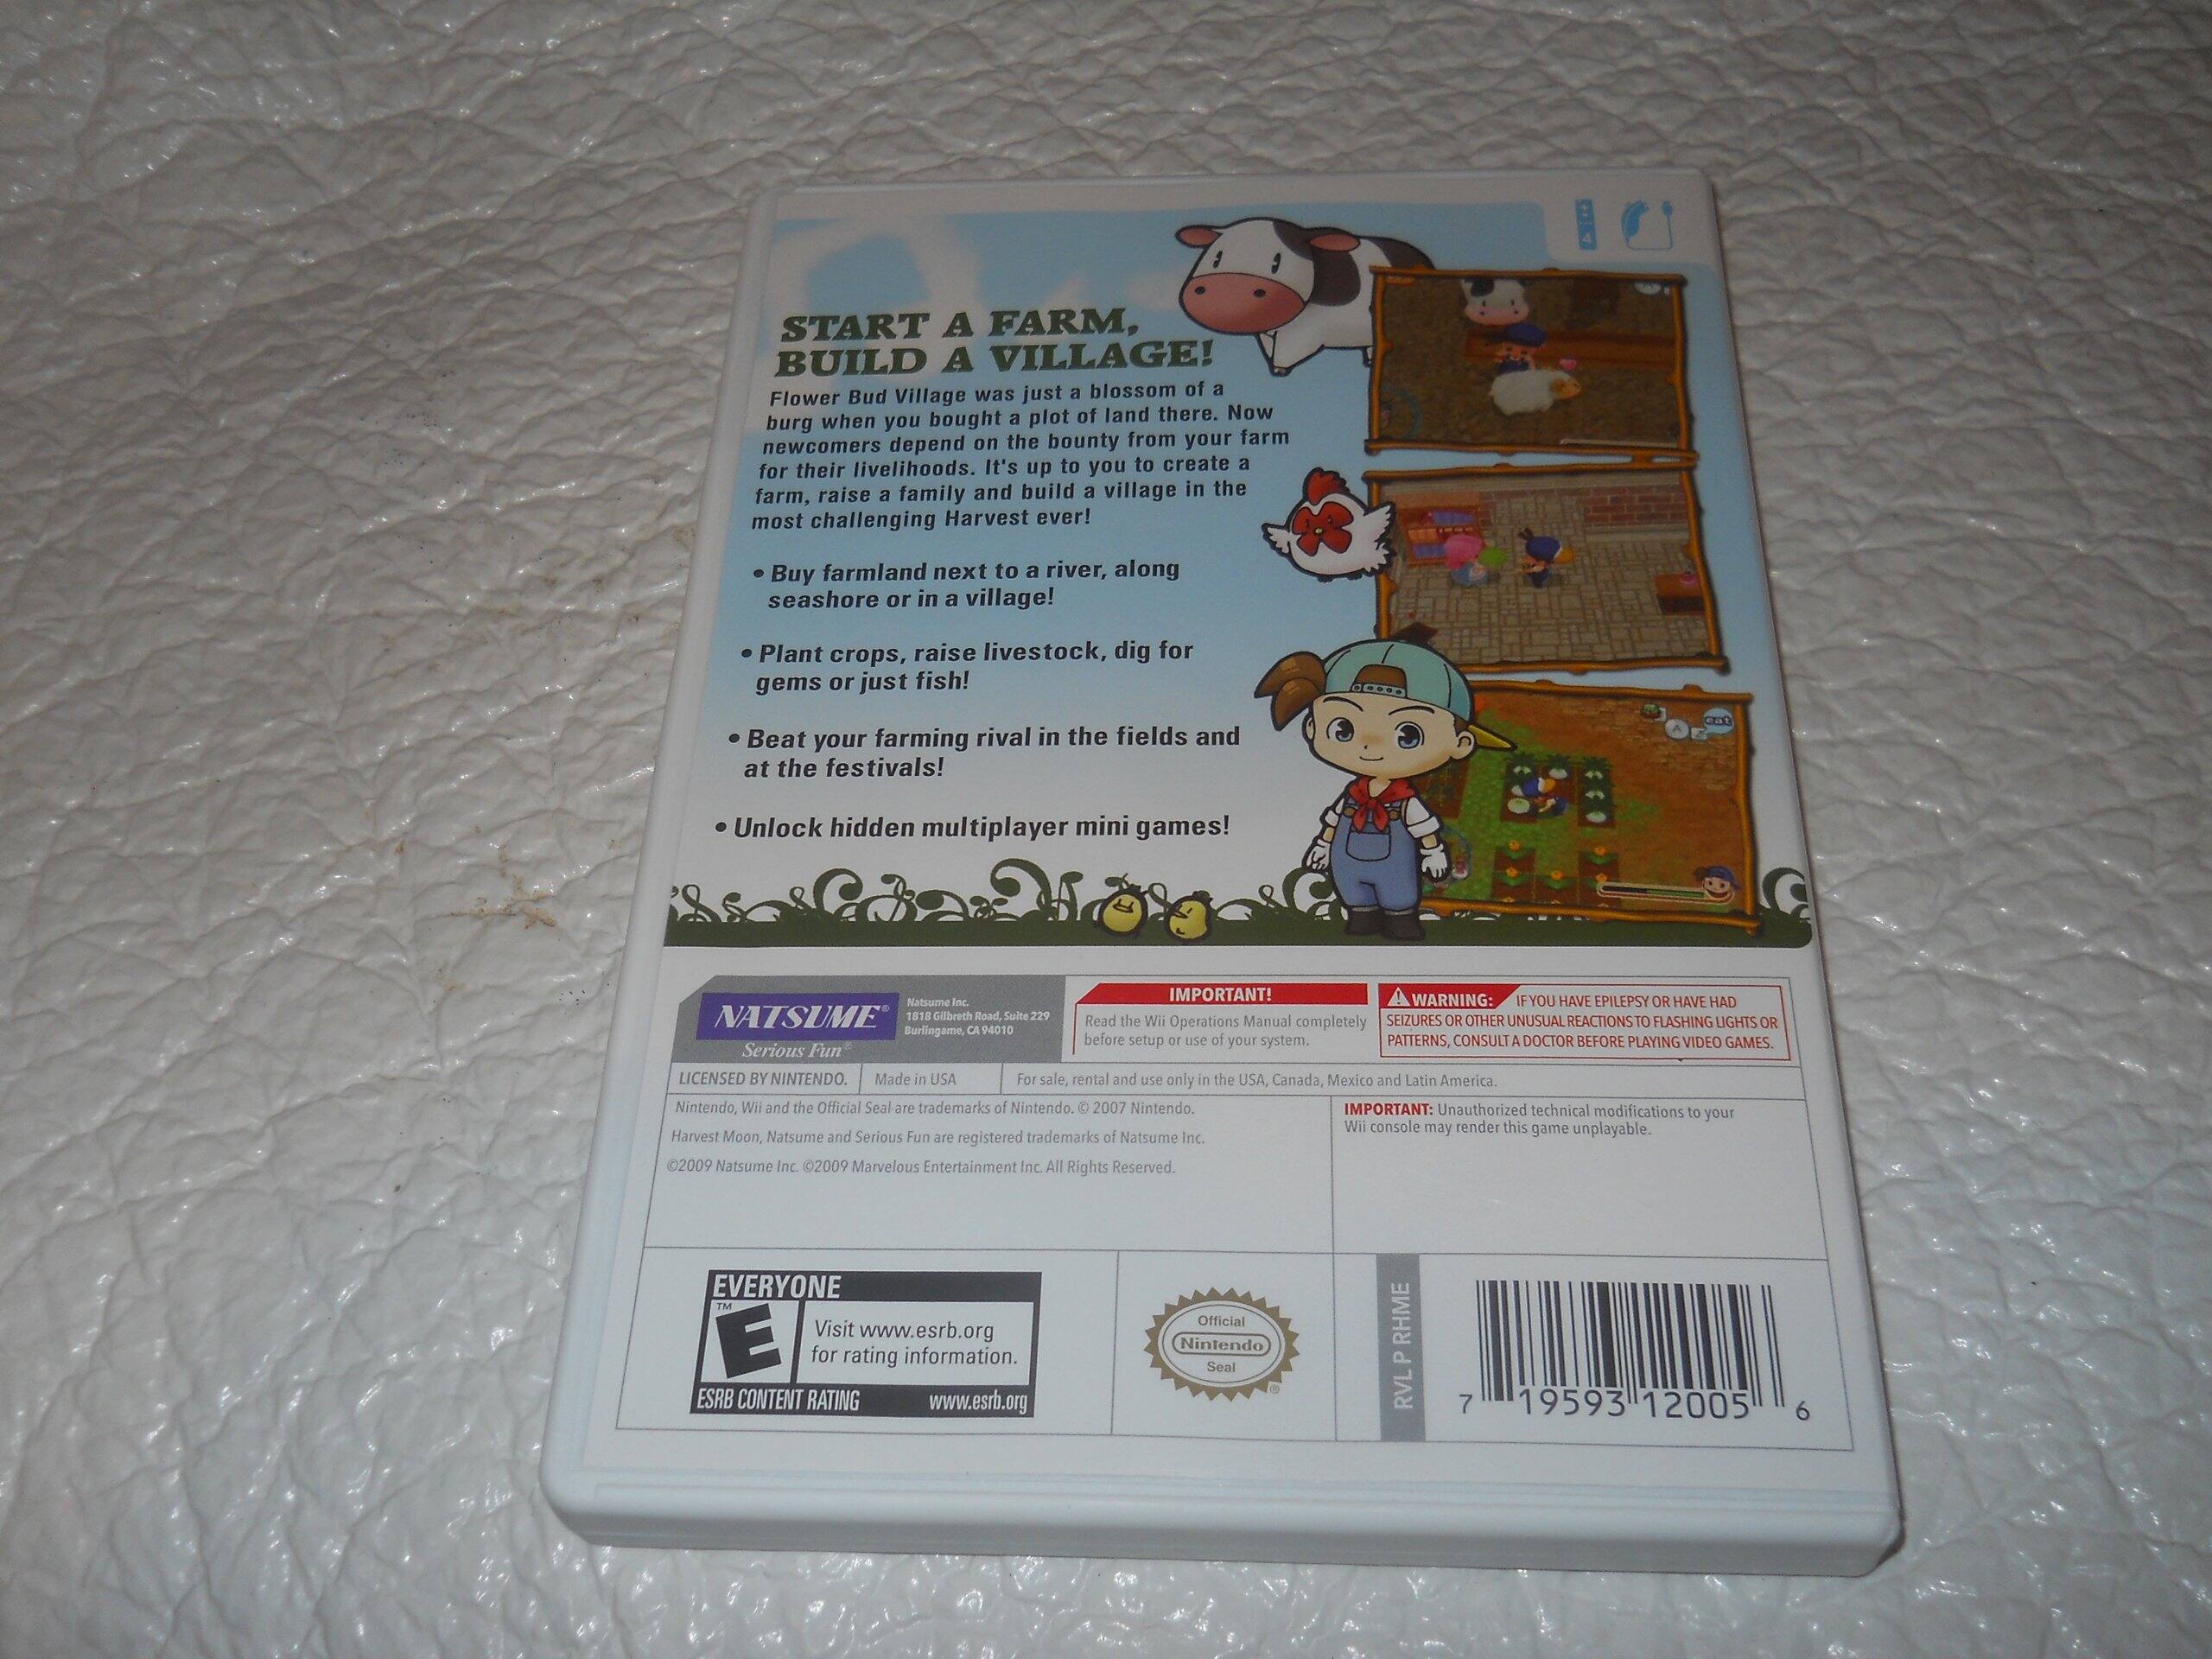 START A FARM,
BUILD A VILLAGE!
Flower Bud Village was just a blossom of a
burg when you bought a plot of land there. Now
newcomers depend on the bounty from your farm
for their livelihoods. It's up to you to create a
farm, raise a family and build a village in the
most challenging Harvest ever!
• Buy farmland next to a river, along
seashore or in a village!
• Plant crops, raise livestock, dig for
gems or just fish!
• Beat your farming rival in the fields and
at the festivals!
• Unlock hidden multiplayer mini games!
4
A
eat
NATSUME®
Serious Fun®
Natsume Inc.
1818 Gilbreth Road, Suite 229
Burlingame, CA 94010
IMPORTANT!
Read the Wii Operations Manual completely
before setup or use of your system.
WARNING: IF YOU HAVE EPILEPSY OR HAVE HAD
SEIZURES OR OTHER UNUSUAL REACTIONS TO FLASHING LIGHTS OR
PATTERNS, CONSULT A DOCTOR BEFORE PLAYING VIDEO GAMES.
LICENSED BY NINTENDO.
Made in USA
For sale, rental and use only in the USA, Canada, Mexico and Latin America.
Nintendo, Wii and the Official Seal are trademarks of Nintendo. © 2007 Nintendo.
Harvest Moon, Natsume and Serious Fun are registered trademarks of Natsume Inc.
©2009 Natsume Inc. ©2009 Marvelous Entertainment Inc. All Rights Reserved.
IMPORTANT: Unauthorized technical modifications to your
Wii console may render this game unplayable.
EVERYONE
™
E
Visit www.esrb.org
for rating information.
ESRB CONTENT RATING www.esrb.org
Official
Nintendo
Seal
®
RVL P RHME
7 19593 12005 6